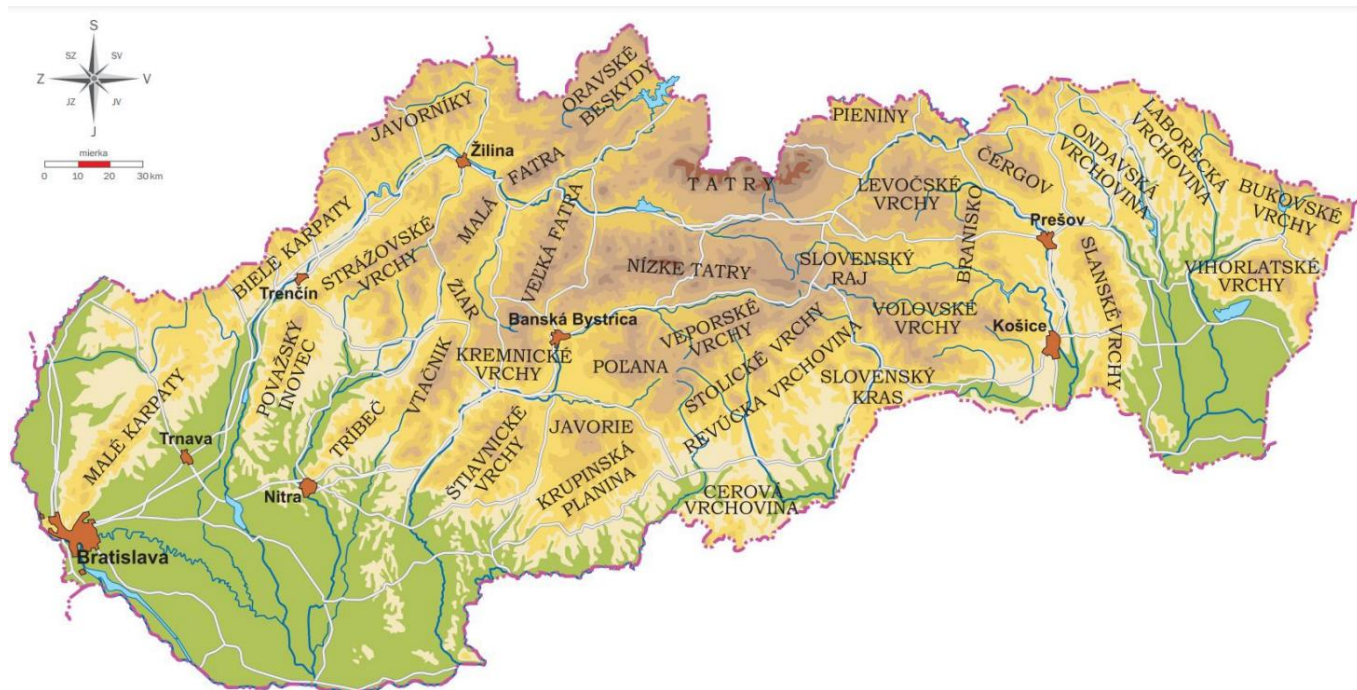 S
SZ SV
Z V
JZ JV
J
mierka
0 10 20 30 km
ORAVSKÉ
BESKYDY
JAVORNÍKY
Žilina
MALÁ FATRA
PIENINY
TATRY
LEVOČSKÉ
VRCHY
ČERGOV
ONDAVSKÁ
VRCHOVINA
LABORECKÁ
VRCHOVINA
BUKOVSKÉ
VRCHY
BIELE KARPATY
STRÁŽOVSKÉ
VRCHY
VEĽKÁ FATRA
BRANISKO
Prešov
Trenčín
ŽIAR
NÍZKE TATRY
SLOVENSKÝ
RAJ
SLANSKÉ VRCHY
VIHORLATSKÉ
VRCHY
POVAŽSKÝ
INOVEC
Banská Bystrica
KREMNICKÉ
VRCHY
POĽANA
VEPORSKÉ
VRCHY
STOLICKÉ VRCHY
VOLOVSKÉ
VRCHY
Košice
MALÉ KARPATY
Trnava
TRIBEČ
VTÁČNIK
REVÚCKA VRCHOVINA
SLOVENSKÝ
KRAS
Nitra
ŠTIAVNICKÉ
VRCHY
JAVORIE
KRUPINSKÁ
PLANINA
CEROVÁ
VRCHOVINA
Bratislava